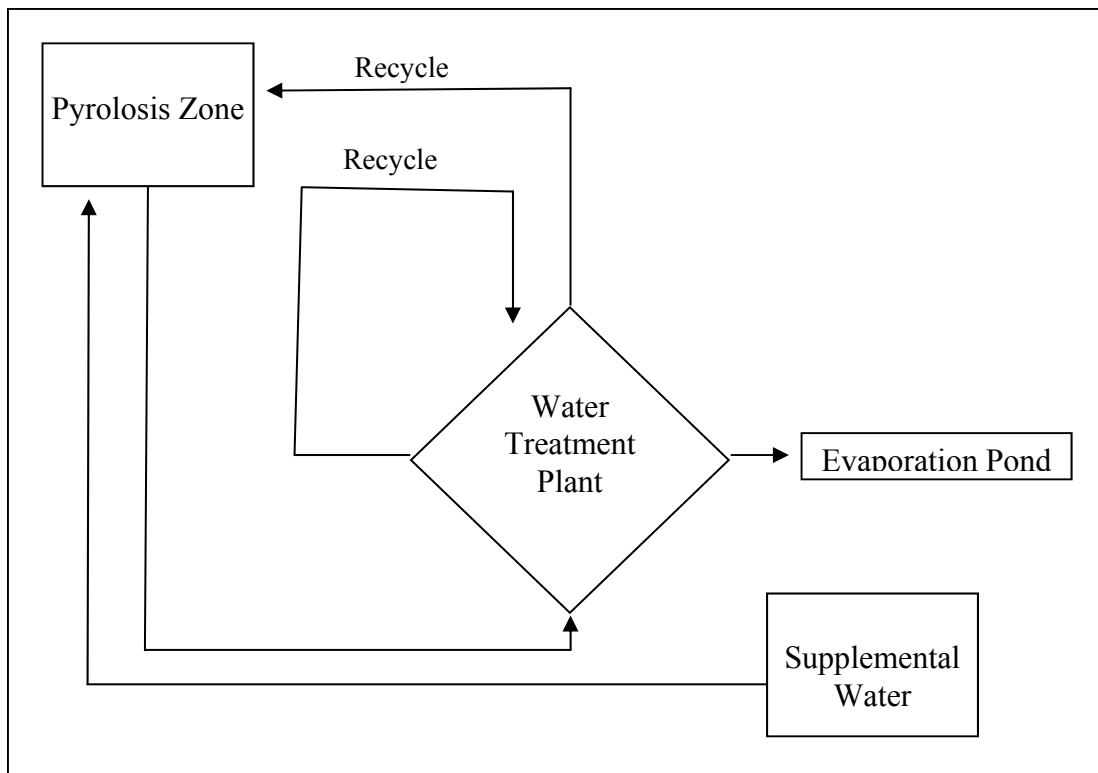 Recycle
Pyrolosis Zone
Recycle
Water
Treatment
Plant
Evaporation Pond
Supplemental
Water